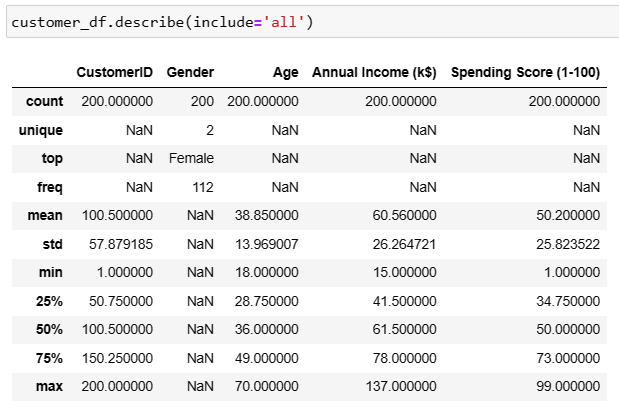 customer_df.describe(include='all')
CustomerID Gender Age Annual Income (k$) Spending Score (1-100)
count 200.000000 200 200.000000 200.000000 200.000000
unique NaN 2 NaN NaN NaN
top NaN Female NaN NaN NaN
freq NaN 112 NaN NaN NaN
mean 100.500000 NaN 38.850000 60.560000 50.200000
std 57.879185 NaN 13.969007 26.264721 25.823522
min 1.000000 NaN 18.000000 15.000000 1.000000
25% 50.750000 NaN 28.750000 41.500000 34.750000
50% 100.500000 NaN 36.000000 61.500000 50.000000
75% 150.250000 NaN 49.000000 78.000000 73.000000
max 200.000000 NaN 70.000000 137.000000 99.000000